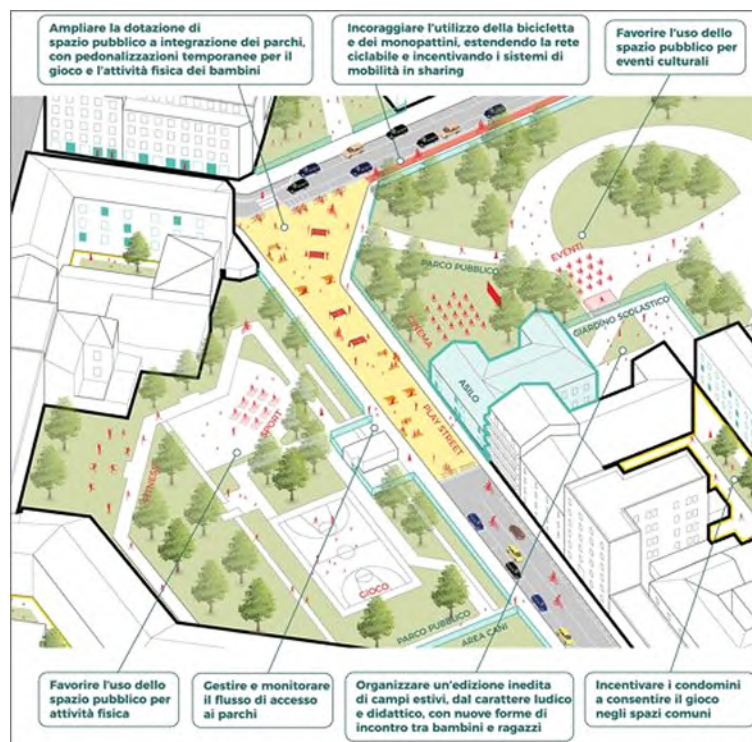 Ampliare la dotazione di
spazio pubblico a integrazione dei parchi,
con pedonalizzazioni temporanee per il
gioco e l'attività fisica dei bambini
Incoraggiare l'utilizzo della bicicletta
e dei monopattini, estendendo la rete
ciclabile e incentivando i sistemi di
mobilità in sharing
Favorire l'uso dello
spazio pubblico per
eventi culturali
PARCO PUBBLICO
EVENTI
CINEMA
GIARDINO SCOLASTICO
ASILO
PLAY STREET
SPORT
FITNESS
GIOCO
PARCO PUBBLICO
AREA CANI
Favorire l'uso dello
spazio pubblico per
attività fisica
Gestire e monitorare
il flusso di accesso
ai parchi
Organizzare un'edizione inedita
di campi estivi, dal carattere ludico
e didattico, con nuove forme di
incontro tra bambini e ragazzi
Incentivare i condomini
a consentire il gioco
negli spazi comuni